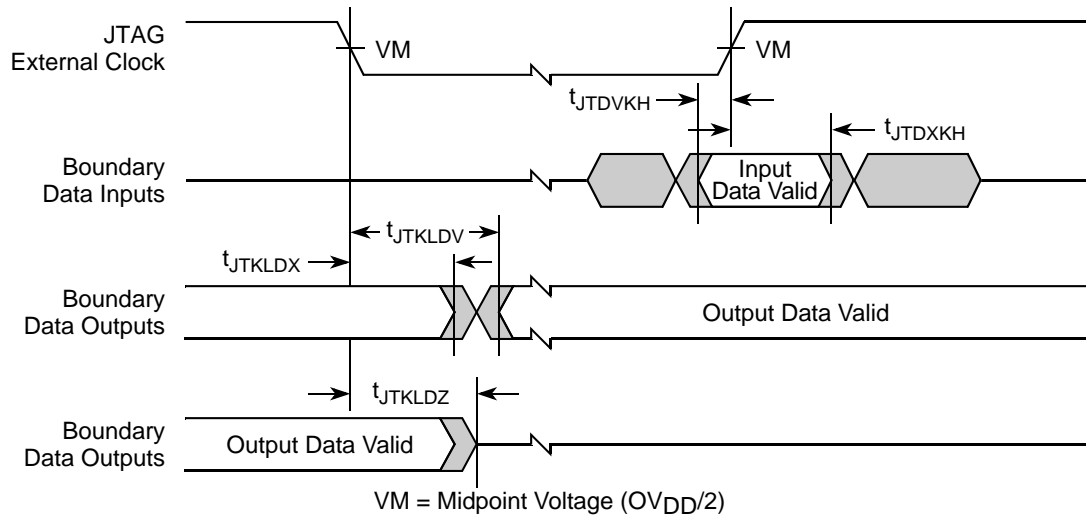 JTAG
External Clock
VM
VM
tJTDVKH
tJTDXKH
Boundary
Data Inputs
Input
Data Valid
tJTKLDV
tJTKLDX
Boundary
Data Outputs
Output Data Valid
tJTKLDZ
Boundary
Data Outputs
Output Data Valid
VM = Midpoint Voltage (OVDD/2)